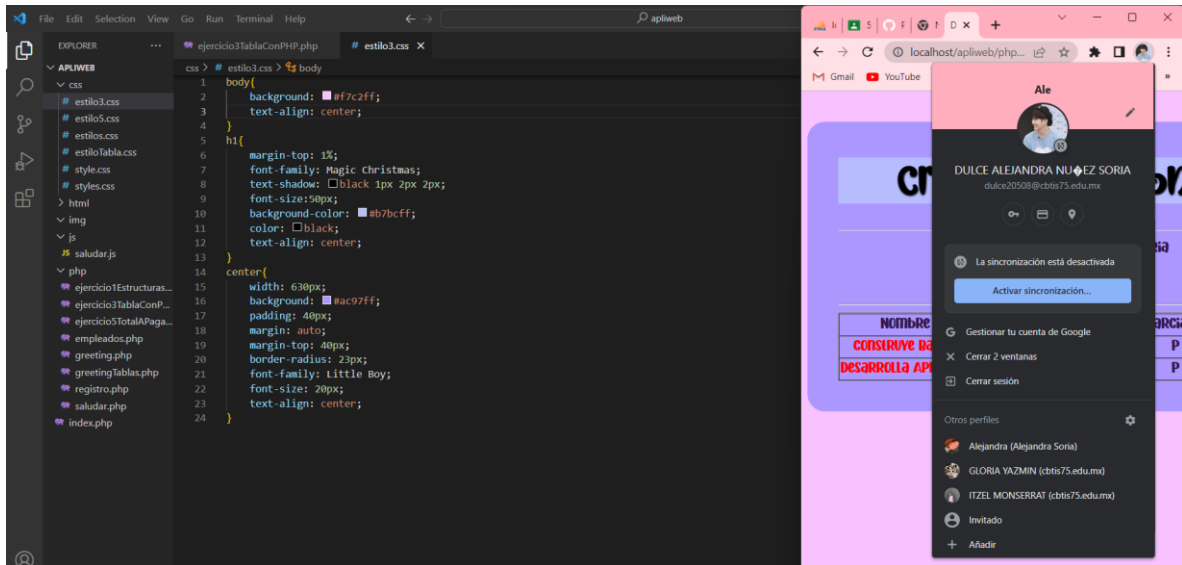 File Edit Selection View Go Run Terminal Help
apliweb
EXPLORER
APLIWEB
css
# estilo3.css
# estilo5.css
# estilos.css
# estiloTabla.css
# style.css
# styles.css
html
img
js
JS saludar.js
php
ejercicio1Estructuras...
ejercicio3TablaConP...
ejercicio5TotalAPaga...
empleados.php
greeting.php
greetingTablas.php
registro.php
saludar.php
index.php
ejercicio3TablaConPHP.php # estilo3.css
css > # estilo3.css > body
1 body{
2 background: #f7c2ff;
3 text-align: center;
4 }
5 h1{
6 margin-top: 1%;
7 font-family: Magic Christmas;
8 text-shadow: black 1px 2px 2px;
9 font-size:50px;
10 background-color: #b7bcff;
11 color: black;
12 text-align: center;
13 }
14 center{
15 width: 630px;
16 background: #ac97ff;
17 padding: 40px;
18 margin: auto;
19 margin-top: 40px;
20 border-radius: 23px;
21 font-family: Little Boy;
22 font-size: 20px;
23 text-align: center;
24 }
localhost/apliweb/php...
Gmail YouTube »
Ale
DULCE ALEJANDRA NU�EZ SORIA
dulce20508@cbtis75.edu.mx
La sincronización está desactivada
Activar sincronización...
Gestionar tu cuenta de Google
Cerrar 2 ventanas
Cerrar sesión
Otros perfiles
Alejandra (Alejandra Soria)
GLORIA YAZMIN (cbtis75.edu.mx)
ITZEL MONSERRAT (cbtis75.edu.mx)
Invitado
Añadir
Nombre
Construye
Desarrolla
P
P